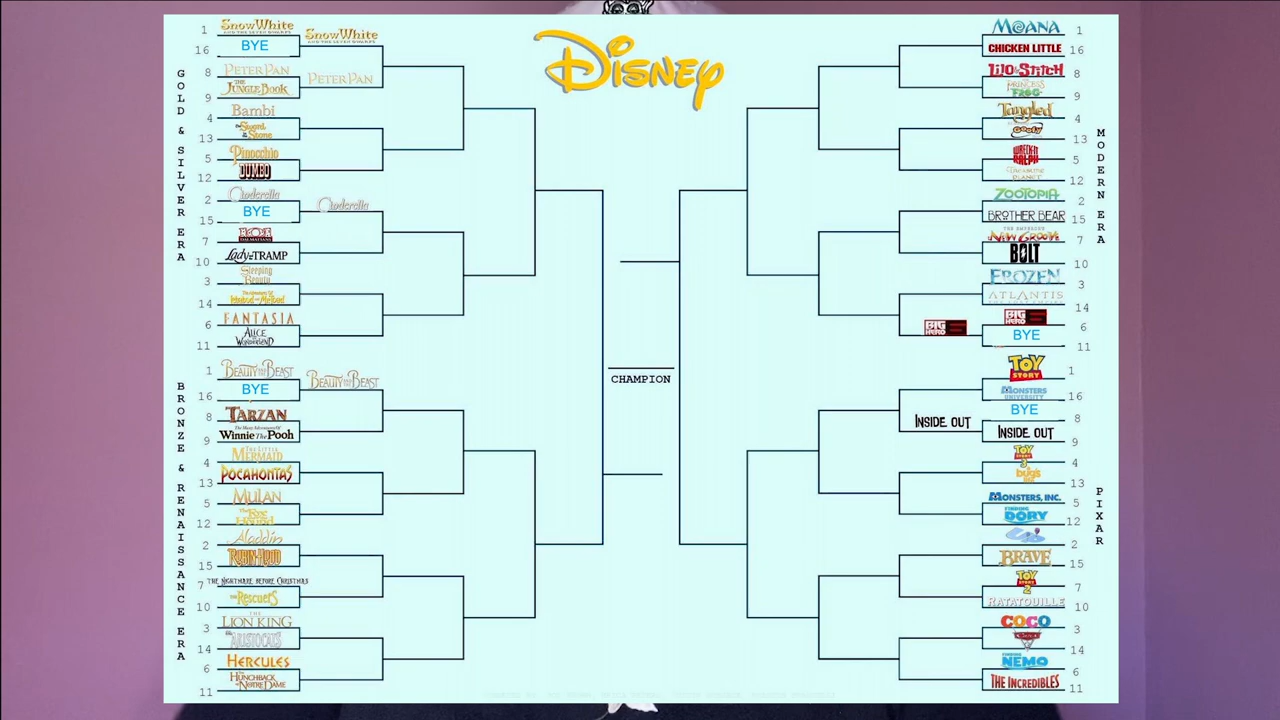 Disney
GOLD & SILVER ERA
1 Snow White AND THE SEVEN DWARFS
16 BYE
Snow White AND THE SEVEN DWARFS
8 PETER PAN
9 THE JUNGLE BOOK
PETER PAN
4 Bambi
13 The Sword in the Stone
5 Pinocchio
12 DUMBO
2 Cinderella
15 BYE
Cinderella
7 101 DALMATIANS
10 Lady and the TRAMP
3 Sleeping Beauty
14
6 FANTASIA
11 ALICE IN WONDERLAND
BRONZE & RENAISSANCE ERA
1 BEAUTY AND THE BEAST
16 BYE
BEAUTY AND THE BEAST
8 TARZAN
9 The Many Adventures of Winnie The Pooh
4 THE LITTLE MERMAID
13 POCAHONTAS
5 MULAN
12 The Fox Hound
2 Aladdin
15 ROBIN HOOD
7 THE NIGHTMARE BEFORE CHRISTMAS
10 THE RESCUERS
3 THE LION KING
14 THE ARISTOCATS
6 HERCULES
11 THE HUNCHBACK OF NOTRE DAME
CHAMPION
MODERN ERA
MOANA 1
CHICKEN LITTLE 16
LILO & STITCH 8
THE PRINCESS AND THE FROG 9
Tangled 4
Goofy 13
WRECK-IT RALPH 5
TREASURE PLANET 12
ZOOTOPIA 2
BROTHER BEAR 15
THE EMPEROR'S NEW GROOVE 7
BOLT 10
FROZEN 3
ATLANTIS THE LOST EMPIRE 14
BIG HERO 6
BIG HERO 6
BYE 11
PIXAR
TOY STORY 1
MONSTERS UNIVERSITY 16
BYE 8
INSIDE OUT
INSIDE OUT 9
TOY STORY 3 4
a bug's life 13
MONSTERS, INC. 5
FINDING DORY 12
UP 2
BRAVE 15
TOY STORY 2 7
RATATOUILLE 10
COCO 3
Cars 14
FINDING NEMO 6
THE INCREDIBLES 11